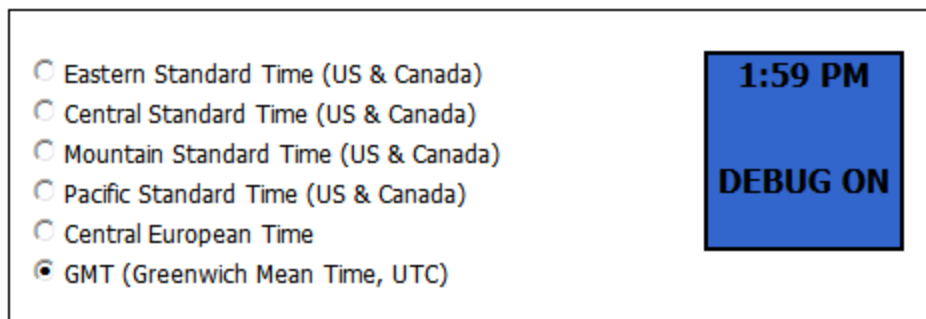 Eastern Standard Time (US & Canada)
Central Standard Time (US & Canada)
Mountain Standard Time (US & Canada)
Pacific Standard Time (US & Canada)
Central European Time
GMT (Greenwich Mean Time, UTC)
1:59 PM
DEBUG ON